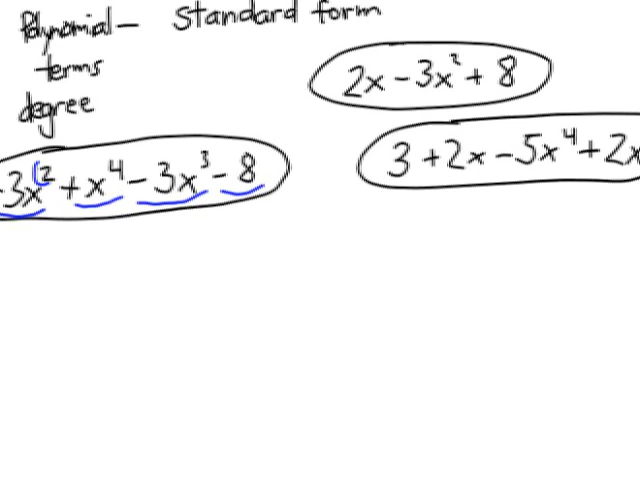 Polynomial — Standard form
terms
degree
2x - 3x² + 8
3 + 2x - 5x⁴ + 2x
-3x² + x⁴ - 3x³ - 8